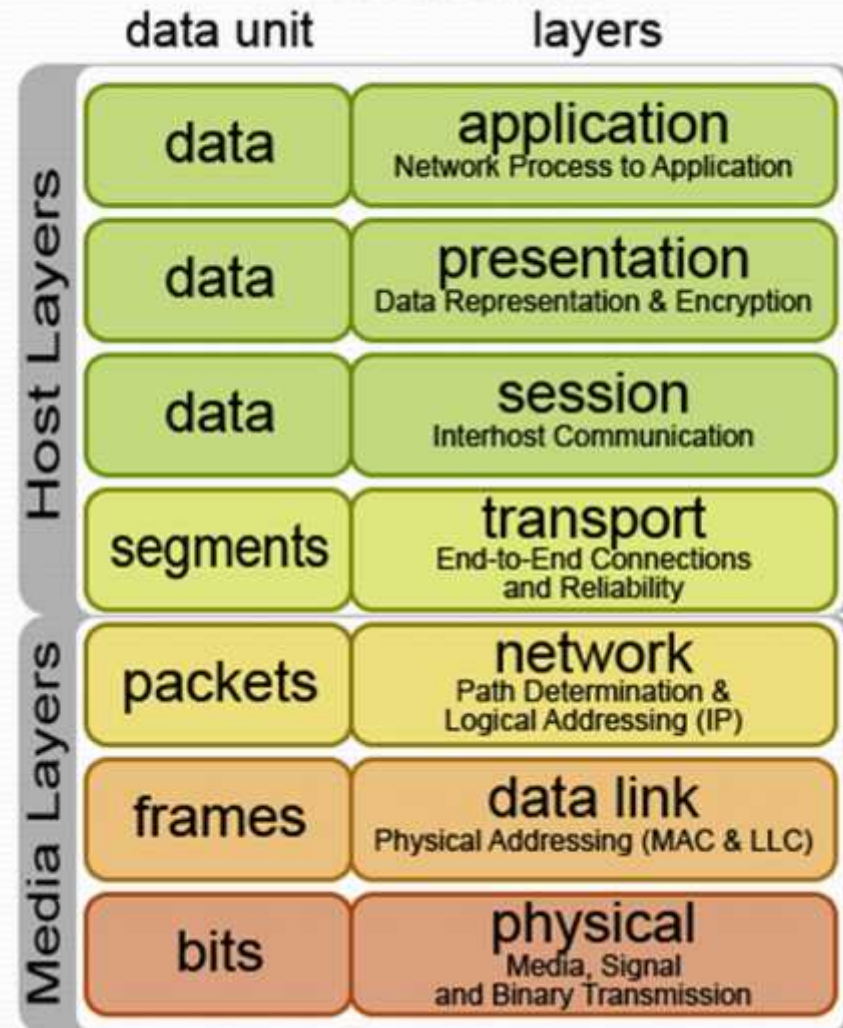 data unit layers
Host Layers
data application
Network Process to Application
data presentation
Data Representation & Encryption
data session
Interhost Communication
segments transport
End-to-End Connections
and Reliability
Media Layers
packets network
Path Determination &
Logical Addressing (IP)
frames data link
Physical Addressing (MAC & LLC)
bits physical
Media, Signal
and Binary Transmission